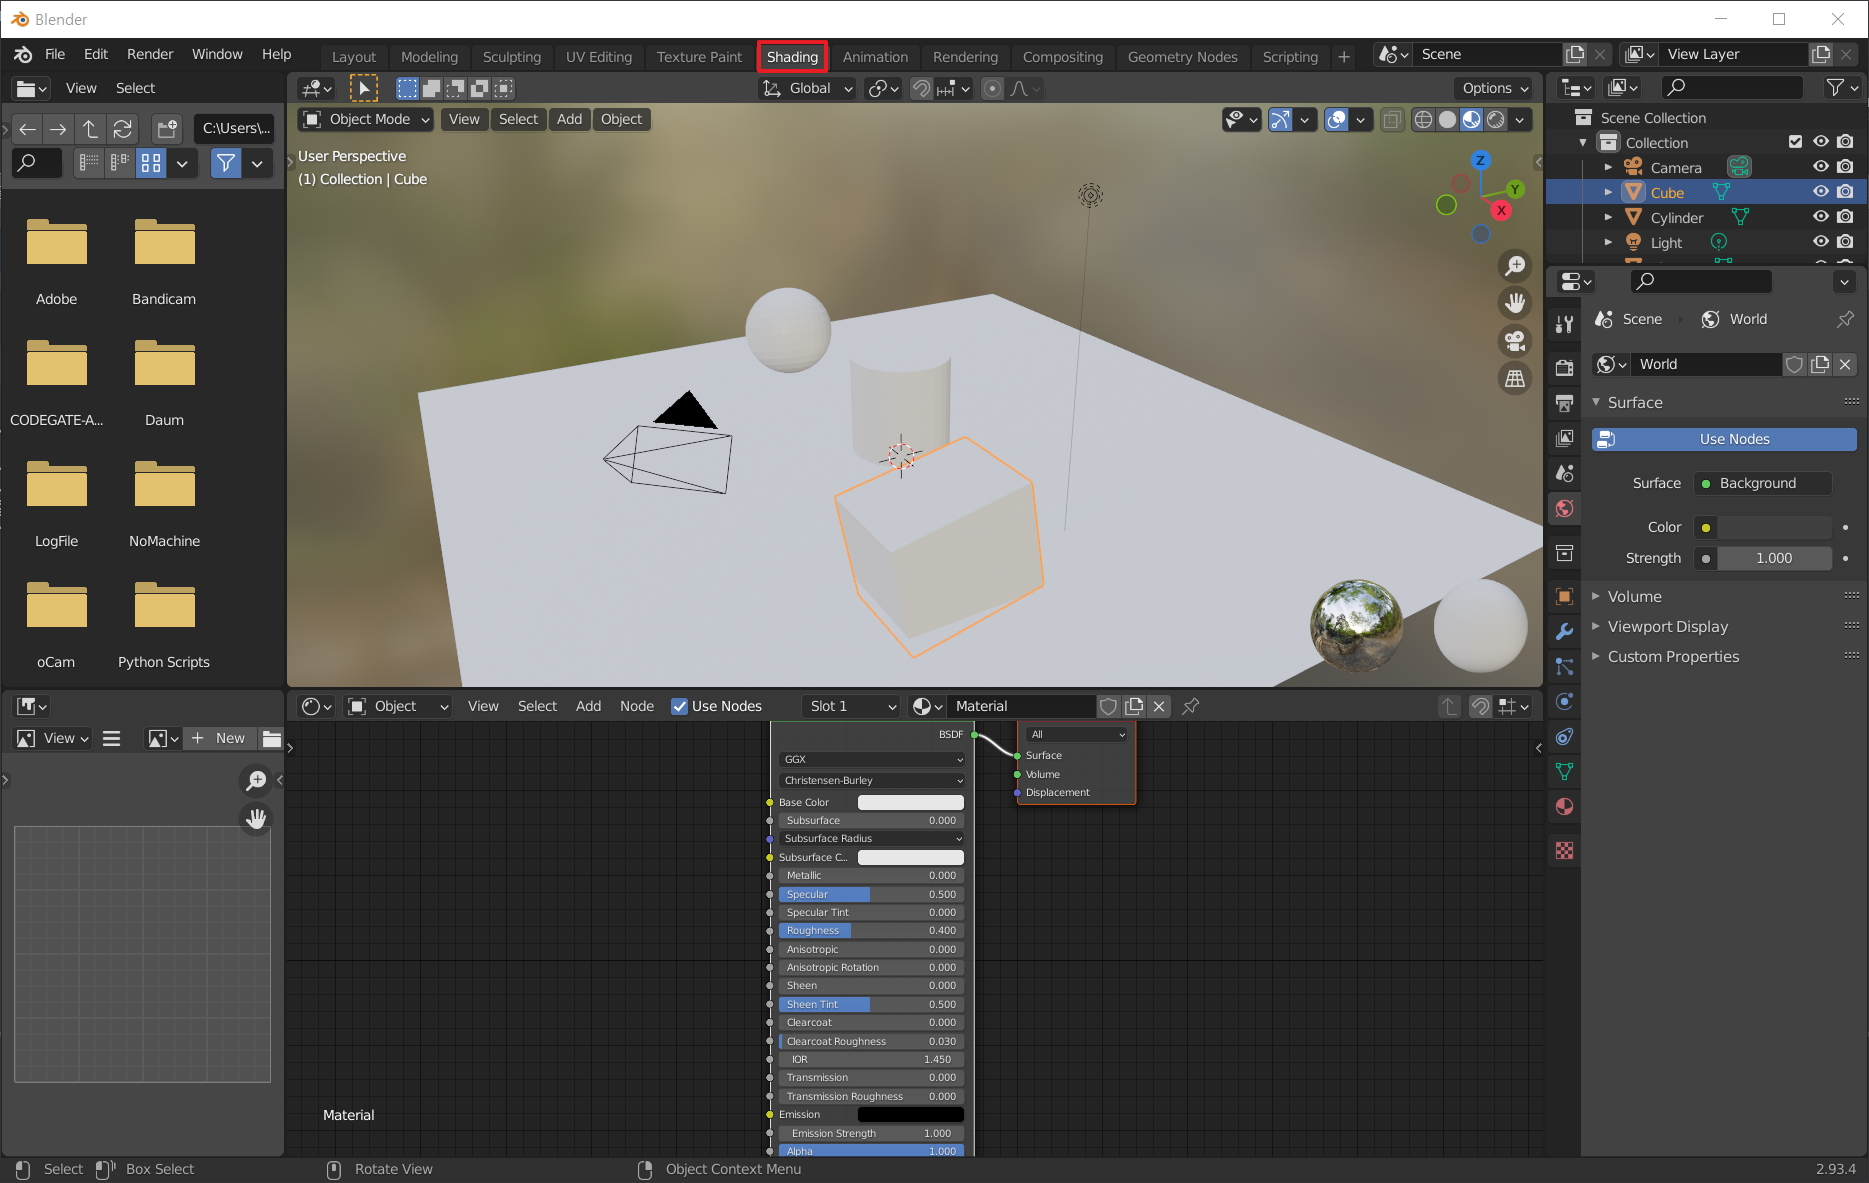 Blender
File Edit Render Window Help Layout Modeling Sculpting UV Editing Texture Paint Shading Animation Rendering Compositing Geometry Nodes Scripting + Scene View Layer
View Select
Global
Options
C:\Users\...
Object Mode View Select Add Object
User Perspective
(1) Collection | Cube
Z
Y
X
Adobe Bandicam
CODEGATE-A... Daum
LogFile NoMachine
oCam Python Scripts
Scene Collection
Collection
Camera
Cube
Cylinder
Light
Scene World
World
Surface
Use Nodes
Surface Background
Color
Strength 1.000
Volume
Viewport Display
Custom Properties
View + New
Object View Select Add Node Use Nodes Slot 1 Material
BSDF
GGX
Christensen-Burley
Base Color
Subsurface 0.000
Subsurface Radius
Subsurface C...
Metallic 0.000
Specular 0.500
Specular Tint 0.000
Roughness 0.400
Anisotropic 0.000
Anisotropic Rotation 0.000
Sheen 0.000
Sheen Tint 0.500
Clearcoat 0.000
Clearcoat Roughness 0.030
IOR 1.450
Transmission 0.000
Transmission Roughness 0.000
Emission
Emission Strength 1.000
Alpha 1.000
All
Surface
Volume
Displacement
Material
Select Box Select Rotate View Object Context Menu 2.93.4